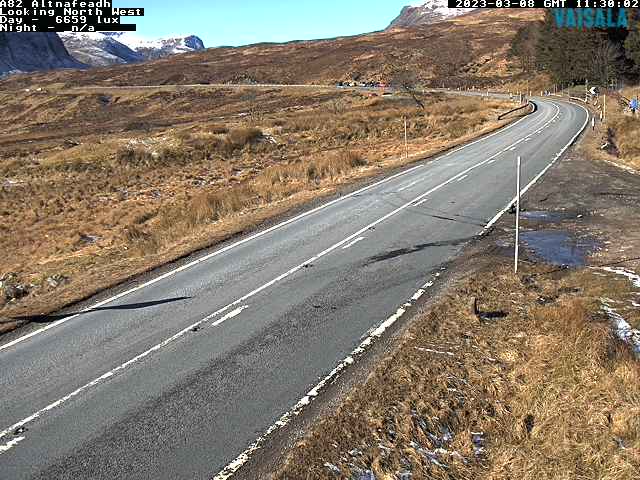 A82 Altnafeadh
2023-03-08 GMT 11:30:02
Looking North West
VAISALA
Day - 6659 lux
Night - n/a